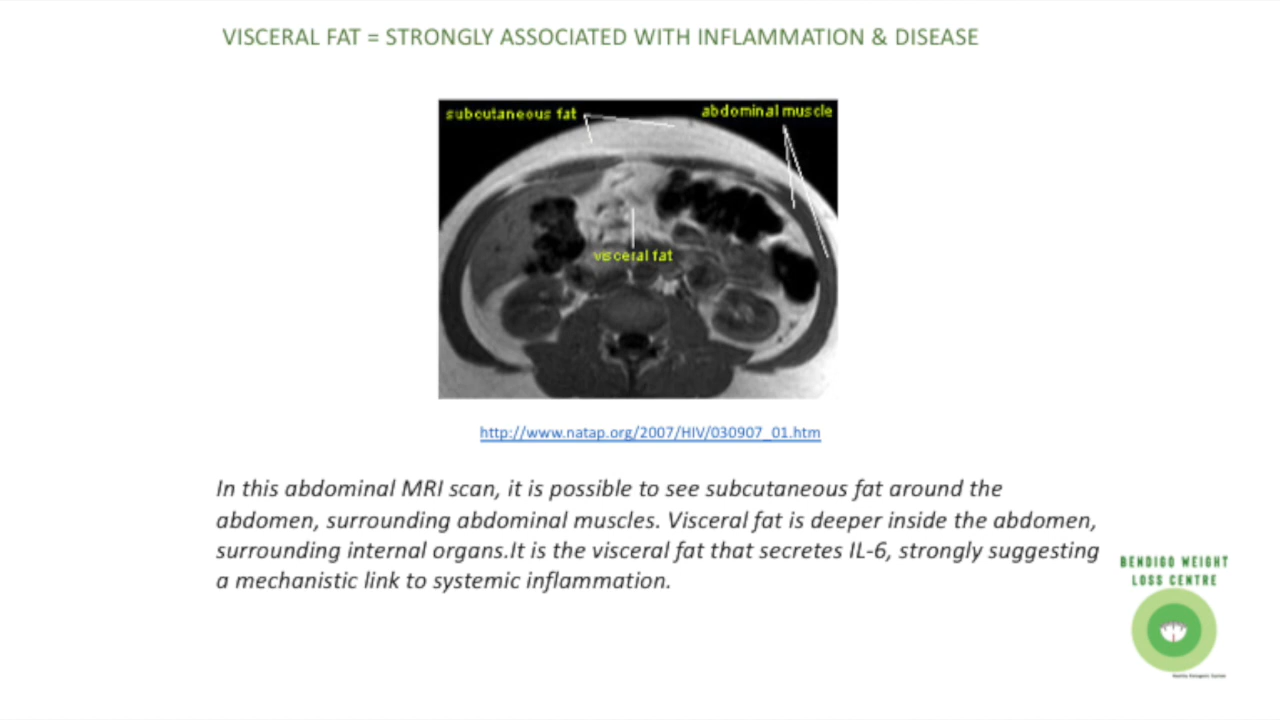 VISCERAL FAT = STRONGLY ASSOCIATED WITH INFLAMMATION & DISEASE
subcutaneous fat
abdominal muscle
visceral fat
http://www.natap.org/2007/HIV/030907_01.htm
In this abdominal MRI scan, it is possible to see subcutaneous fat around the
abdomen, surrounding abdominal muscles. Visceral fat is deeper inside the abdomen,
surrounding internal organs.It is the visceral fat that secretes IL-6, strongly suggesting
a mechanistic link to systemic inflammation.
BENDIGO WEIGHT
LOSS CENTRE